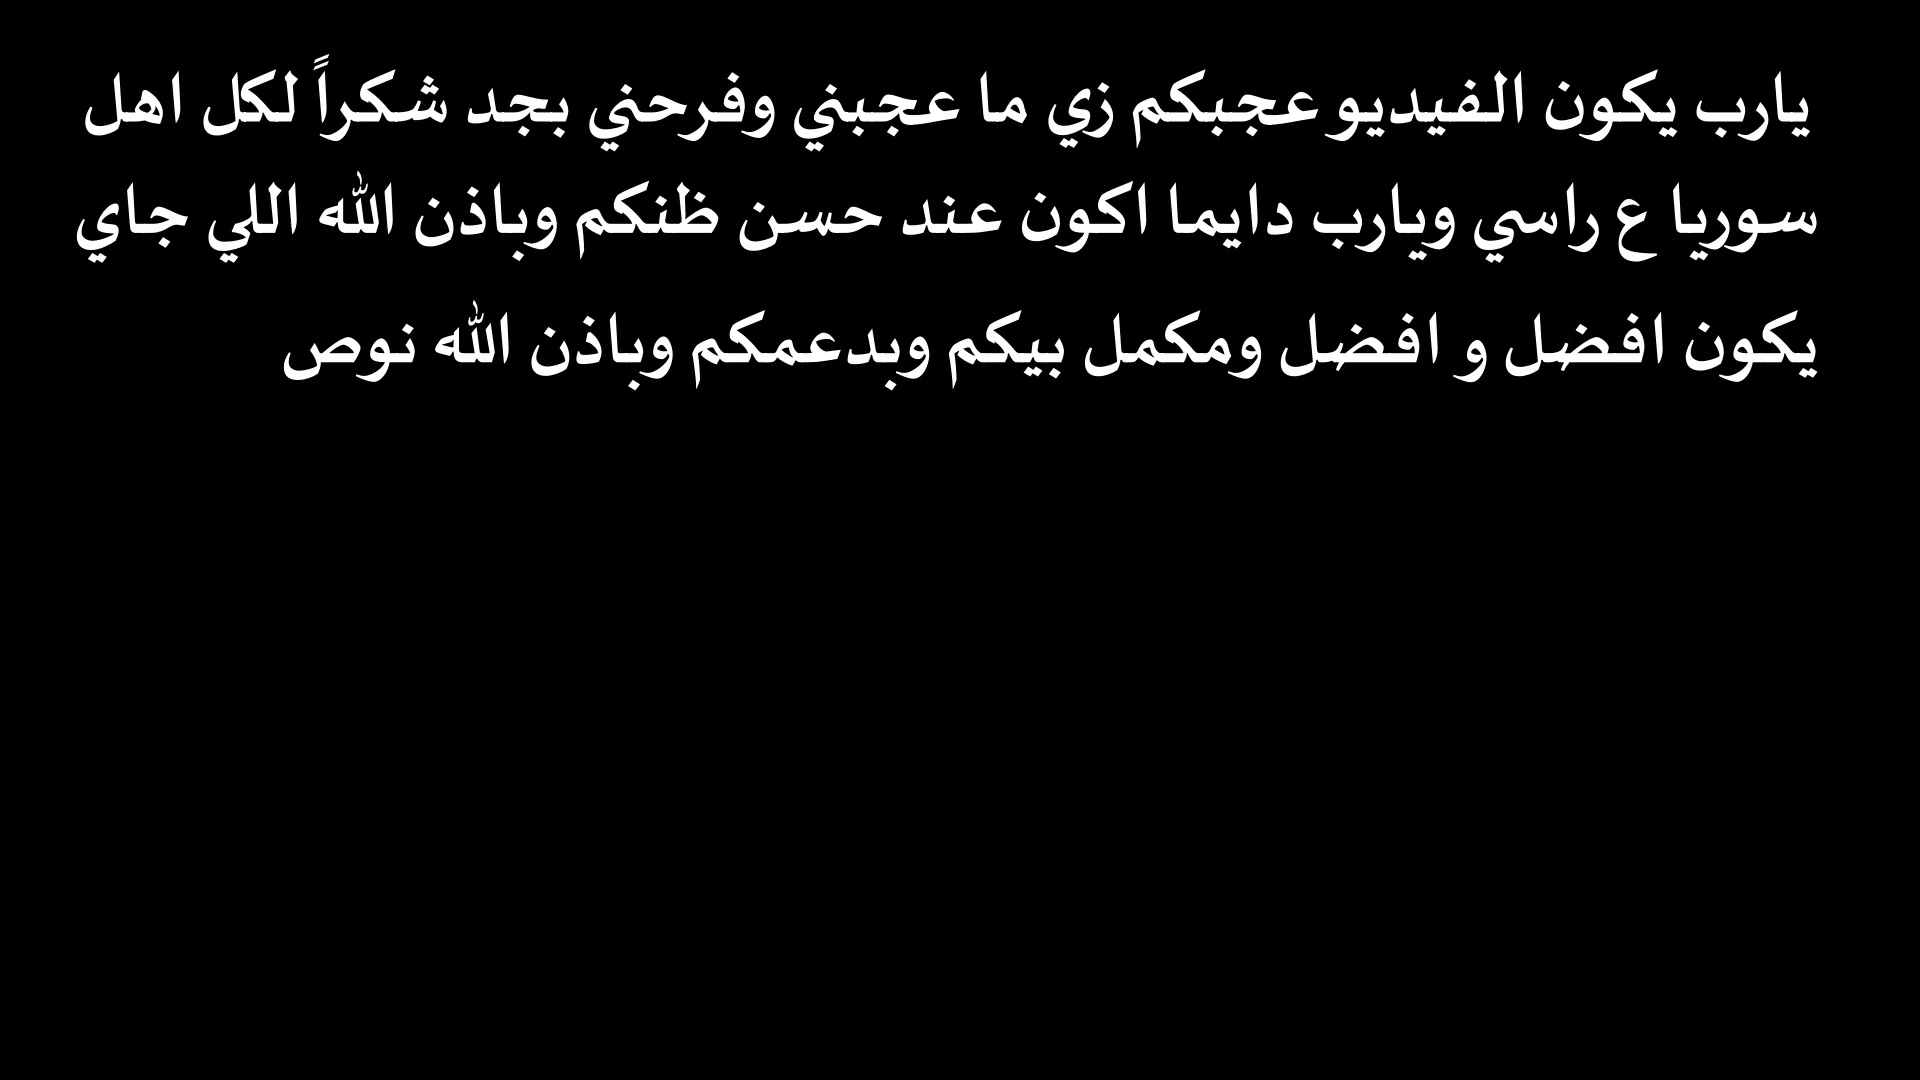 يارب يكون الفيديو عجبكم زي ما عجبني وفرحني بجد شكراً لكل اهل
سوريا ع راسي ويارب دايما اكون عند حسن ظنكم وباذن الله اللي جاي
يكون افضل و افضل ومكمل بيكم وبدعمكم وباذن الله نوص